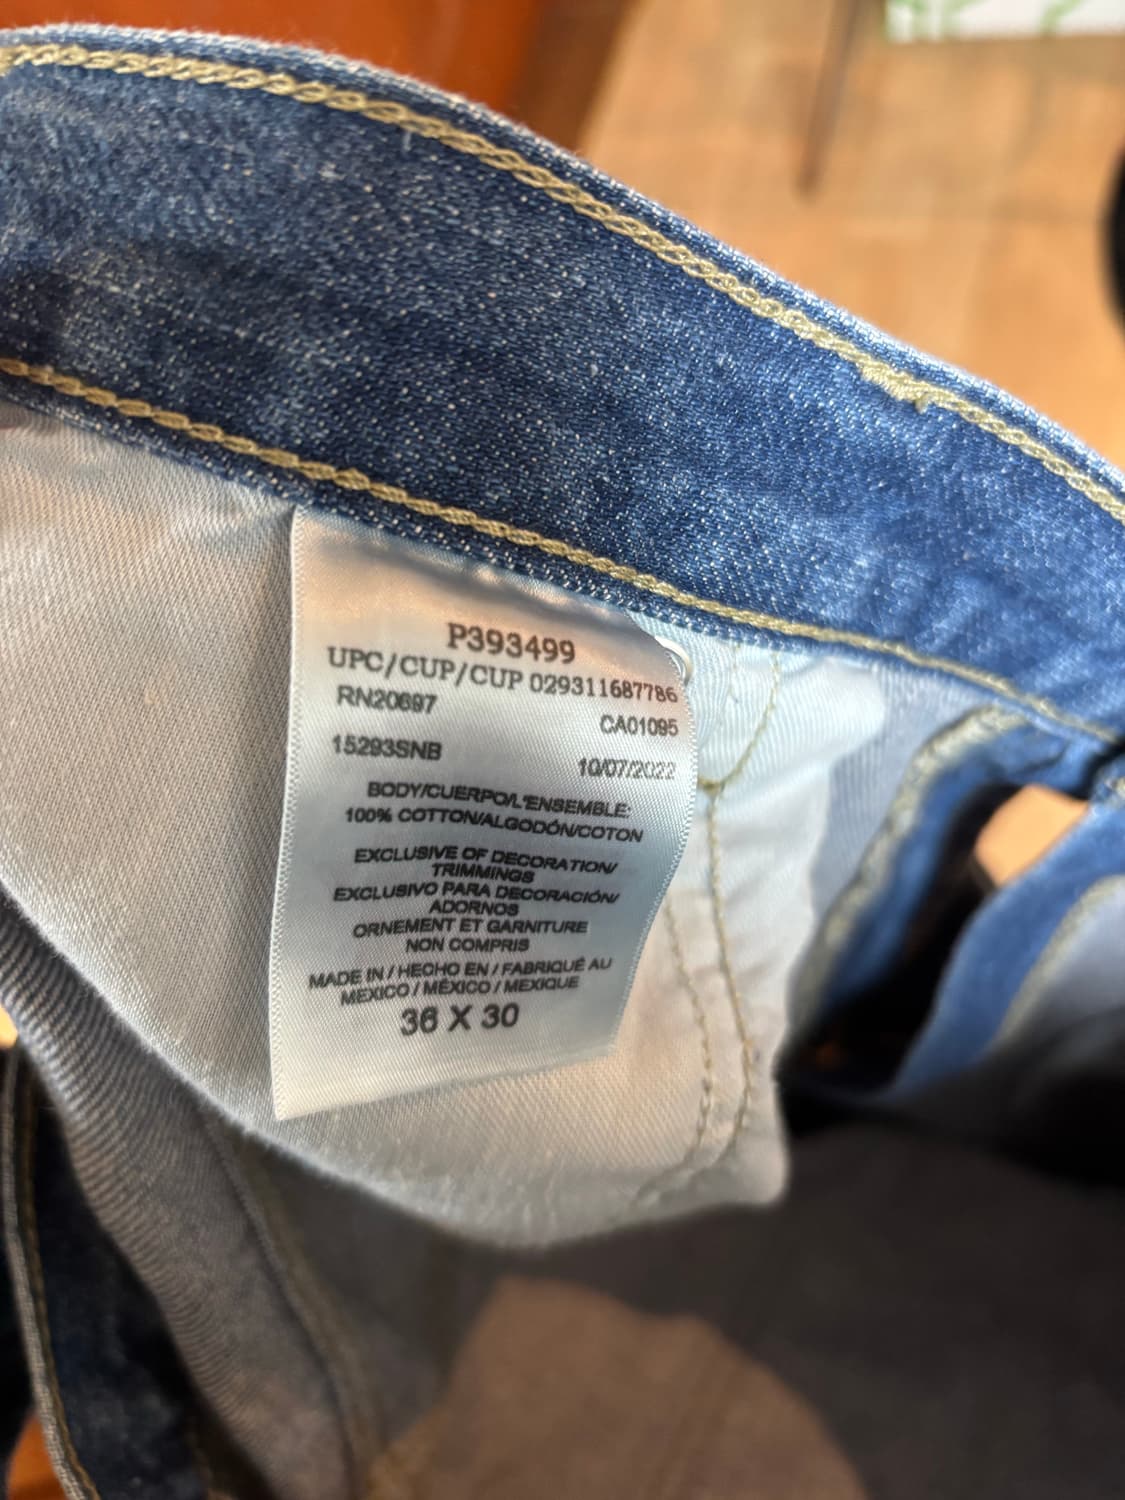 P393499
UPC/CUP/CUP 029311687786
RN20697 CA01095
15293SNB 10/07/2022
BODY/CUERPO/L'ENSEMBLE:
100% COTTON/ALGODÓN/COTON
EXCLUSIVE OF DECORATION/
TRIMMINGS
EXCLUSIVO PARA DECORACIÓN/
ADORNOS
ORNEMENT ET GARNITURE
NON COMPRIS
MADE IN / HECHO EN / FABRIQUÉ AU
MEXICO / MÉXICO / MEXIQUE
36 X 30